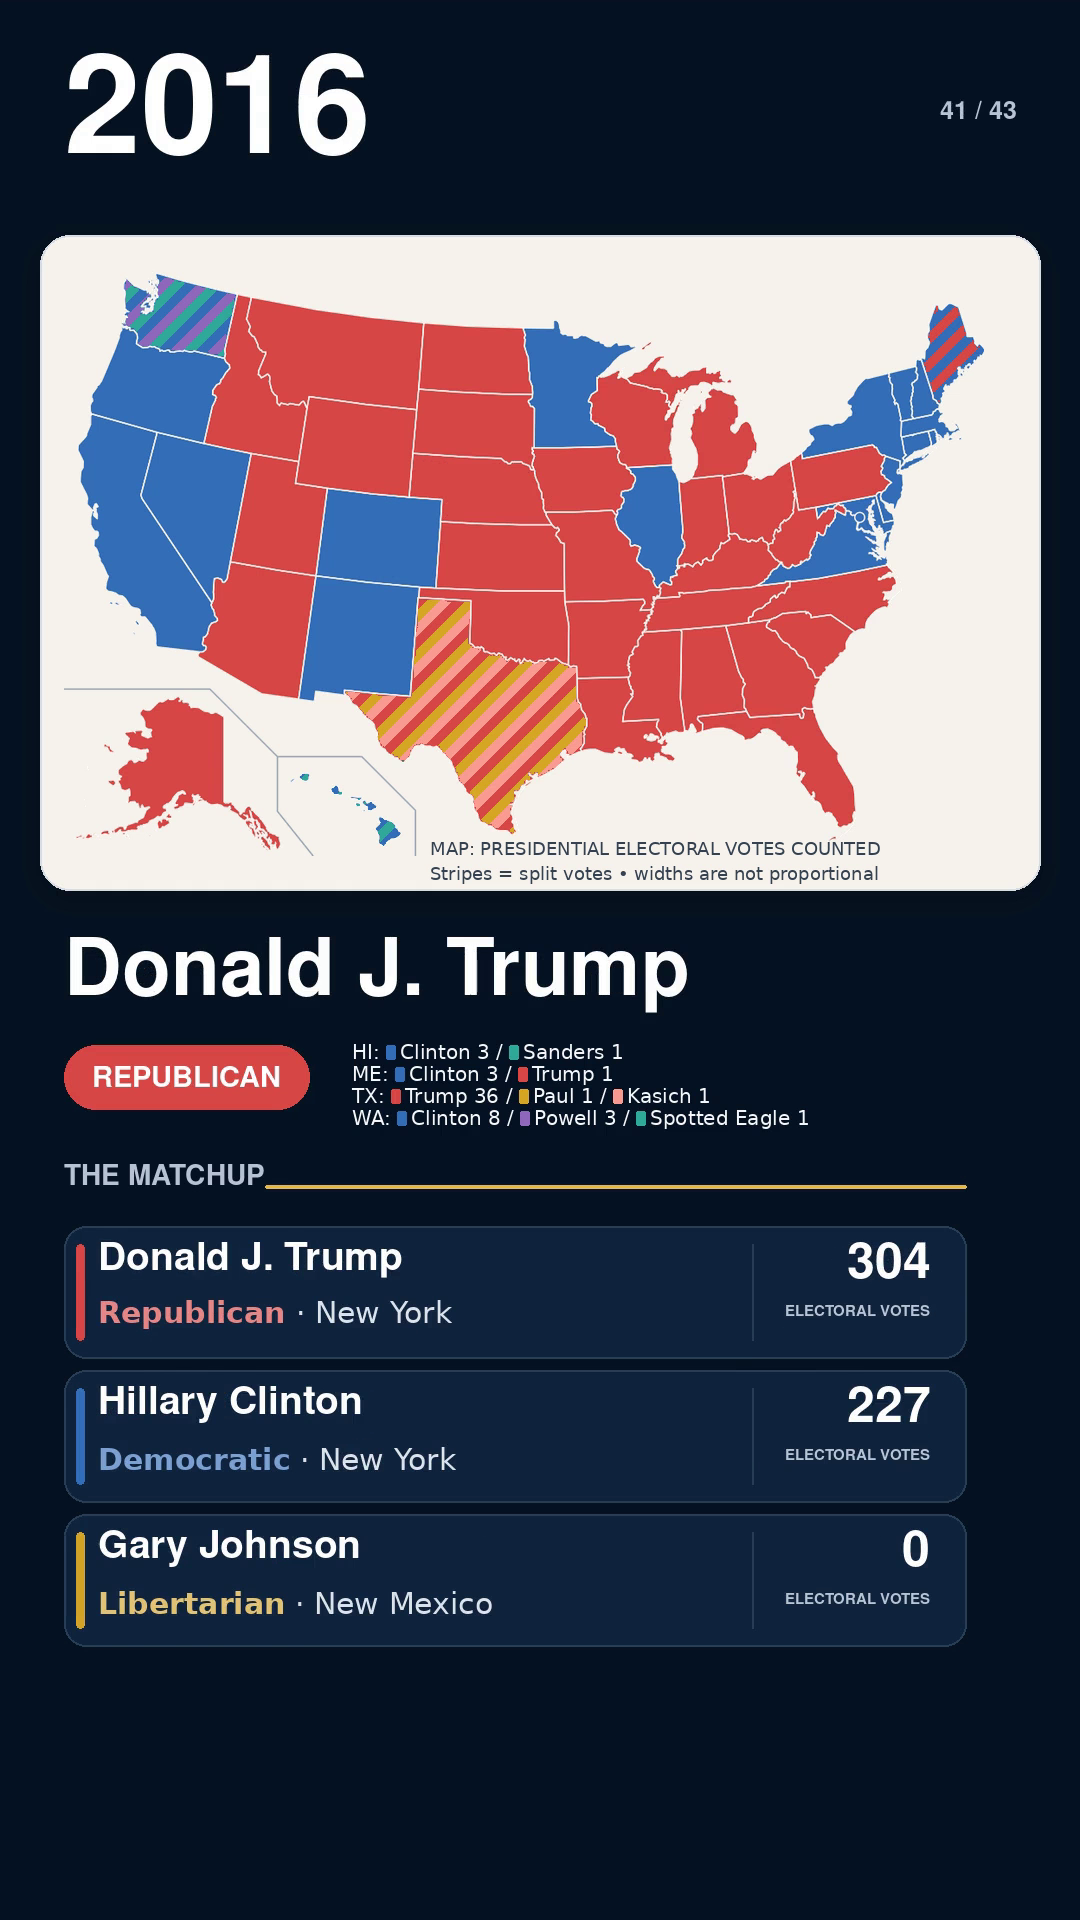 2016
41 / 43
MAP: PRESIDENTIAL ELECTORAL VOTES COUNTED
Stripes = split votes • widths are not proportional
Donald J. Trump
REPUBLICAN
HI: Clinton 3 / Sanders 1
ME: Clinton 3 / Trump 1
TX: Trump 36 / Paul 1 / Kasich 1
WA: Clinton 8 / Powell 3 / Spotted Eagle 1
THE MATCHUP
Donald J. Trump
304
Republican · New York
ELECTORAL VOTES
Hillary Clinton
227
Democratic · New York
ELECTORAL VOTES
Gary Johnson
0
Libertarian · New Mexico
ELECTORAL VOTES